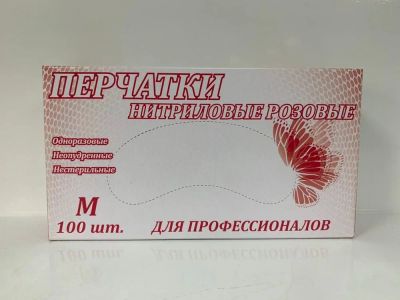 ПЕРЧАТКИ
НИТРИЛОВЫЕ РОЗОВЫЕ
Одноразовые
Неопудренные
Нестерильные
M
100 шт.
ДЛЯ ПРОФЕССИОНАЛОВ